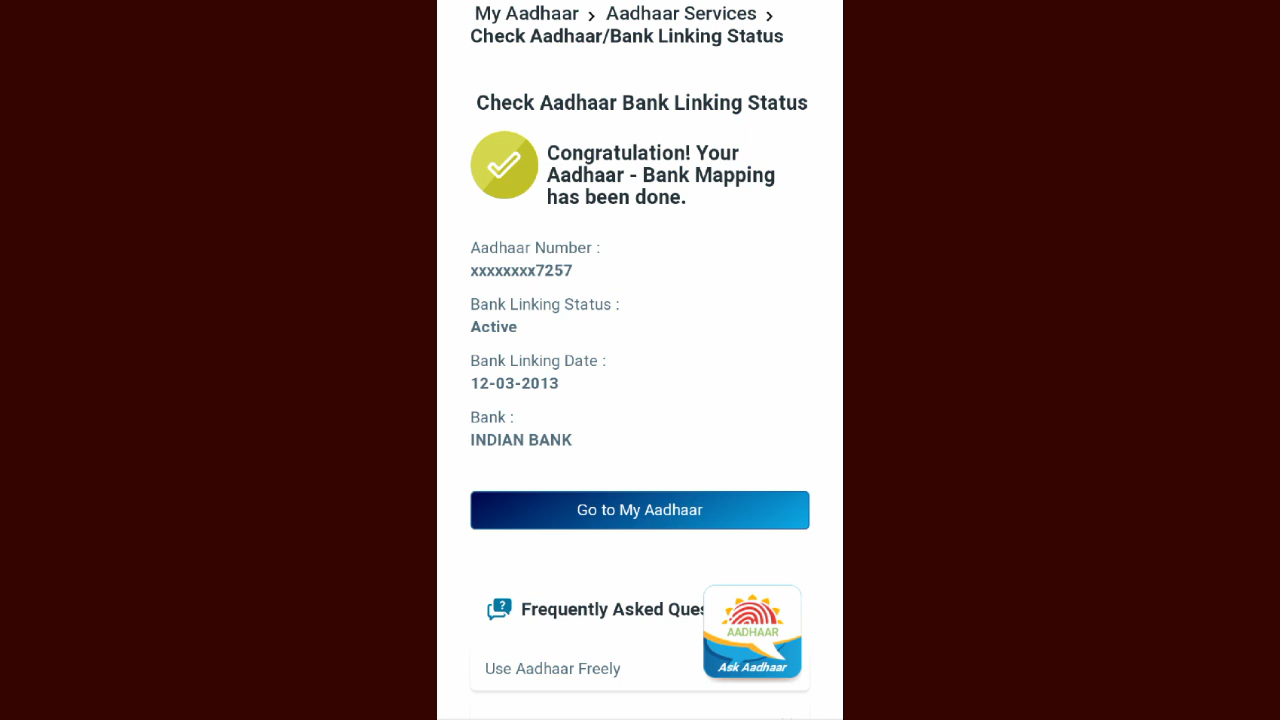 My Aadhaar › Aadhaar Services ›
Check Aadhaar/Bank Linking Status
Check Aadhaar Bank Linking Status
Congratulation! Your
Aadhaar - Bank Mapping
has been done.
Aadhaar Number :
xxxxxxxx7257
Bank Linking Status :
Active
Bank Linking Date :
12-03-2013
Bank :
INDIAN BANK
Go to My Aadhaar
Frequently Asked Ques
AADHAAR
Ask Aadhaar
Use Aadhaar Freely